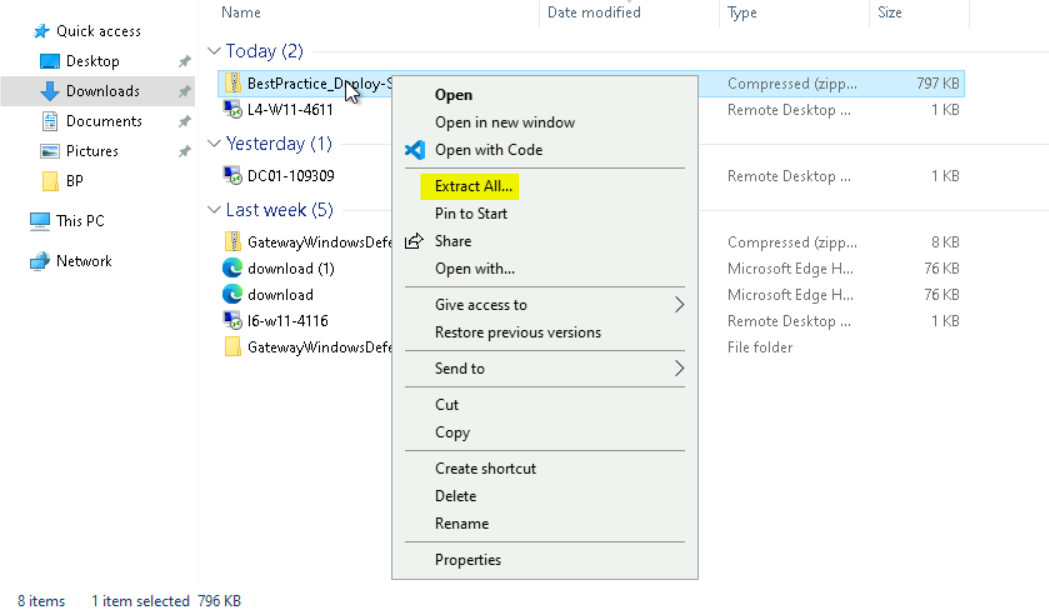 Name Date modified Type Size
Quick access
Desktop
Downloads
Documents
Pictures
BP
This PC
Network
Today (2)
BestPractice_Deploy-S Compressed (zipp... 797 KB
L4-W11-4611 Remote Desktop ... 1 KB
Yesterday (1)
DC01-109309 Remote Desktop ... 1 KB
Last week (5)
GatewayWindowsDefe Compressed (zipp... 8 KB
download (1) Microsoft Edge H... 76 KB
download Microsoft Edge H... 76 KB
l6-w11-4116 Remote Desktop ... 1 KB
GatewayWindowsDefe File folder
Open
Open in new window
Open with Code
Extract All...
Pin to Start
Share
Open with...
Give access to
Restore previous versions
Send to
Cut
Copy
Create shortcut
Delete
Rename
Properties
8 items 1 item selected 796 KB